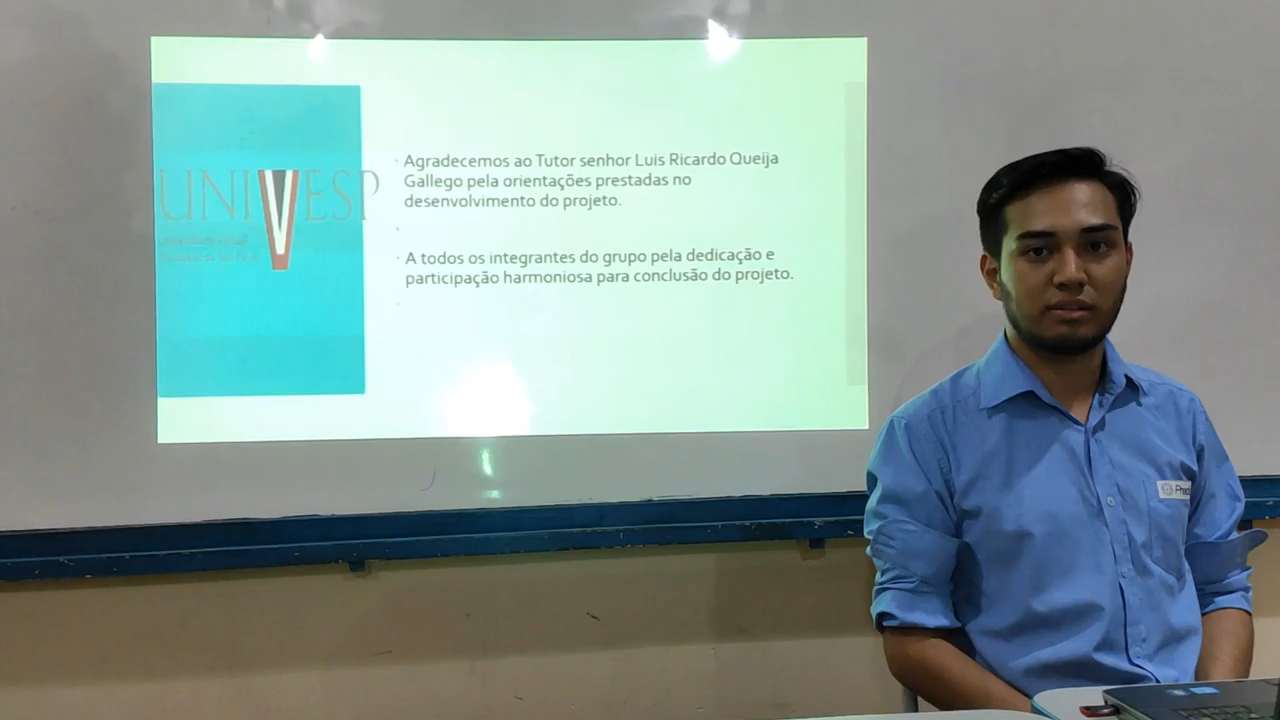 UNIVESP
Agradecemos ao Tutor senhor Luis Ricardo Queija
Gallego pela orientações prestadas no
desenvolvimento do projeto.
A todos os integrantes do grupo pela dedicação e
participação harmoniosa para conclusão do projeto.